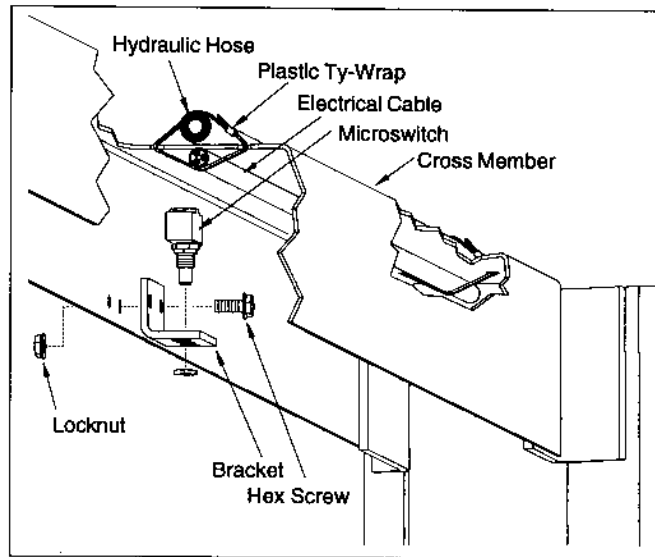 Hydraulic Hose
Plastic Ty-Wrap
Electrical Cable
Microswitch
Cross Member
Locknut
Bracket
Hex Screw